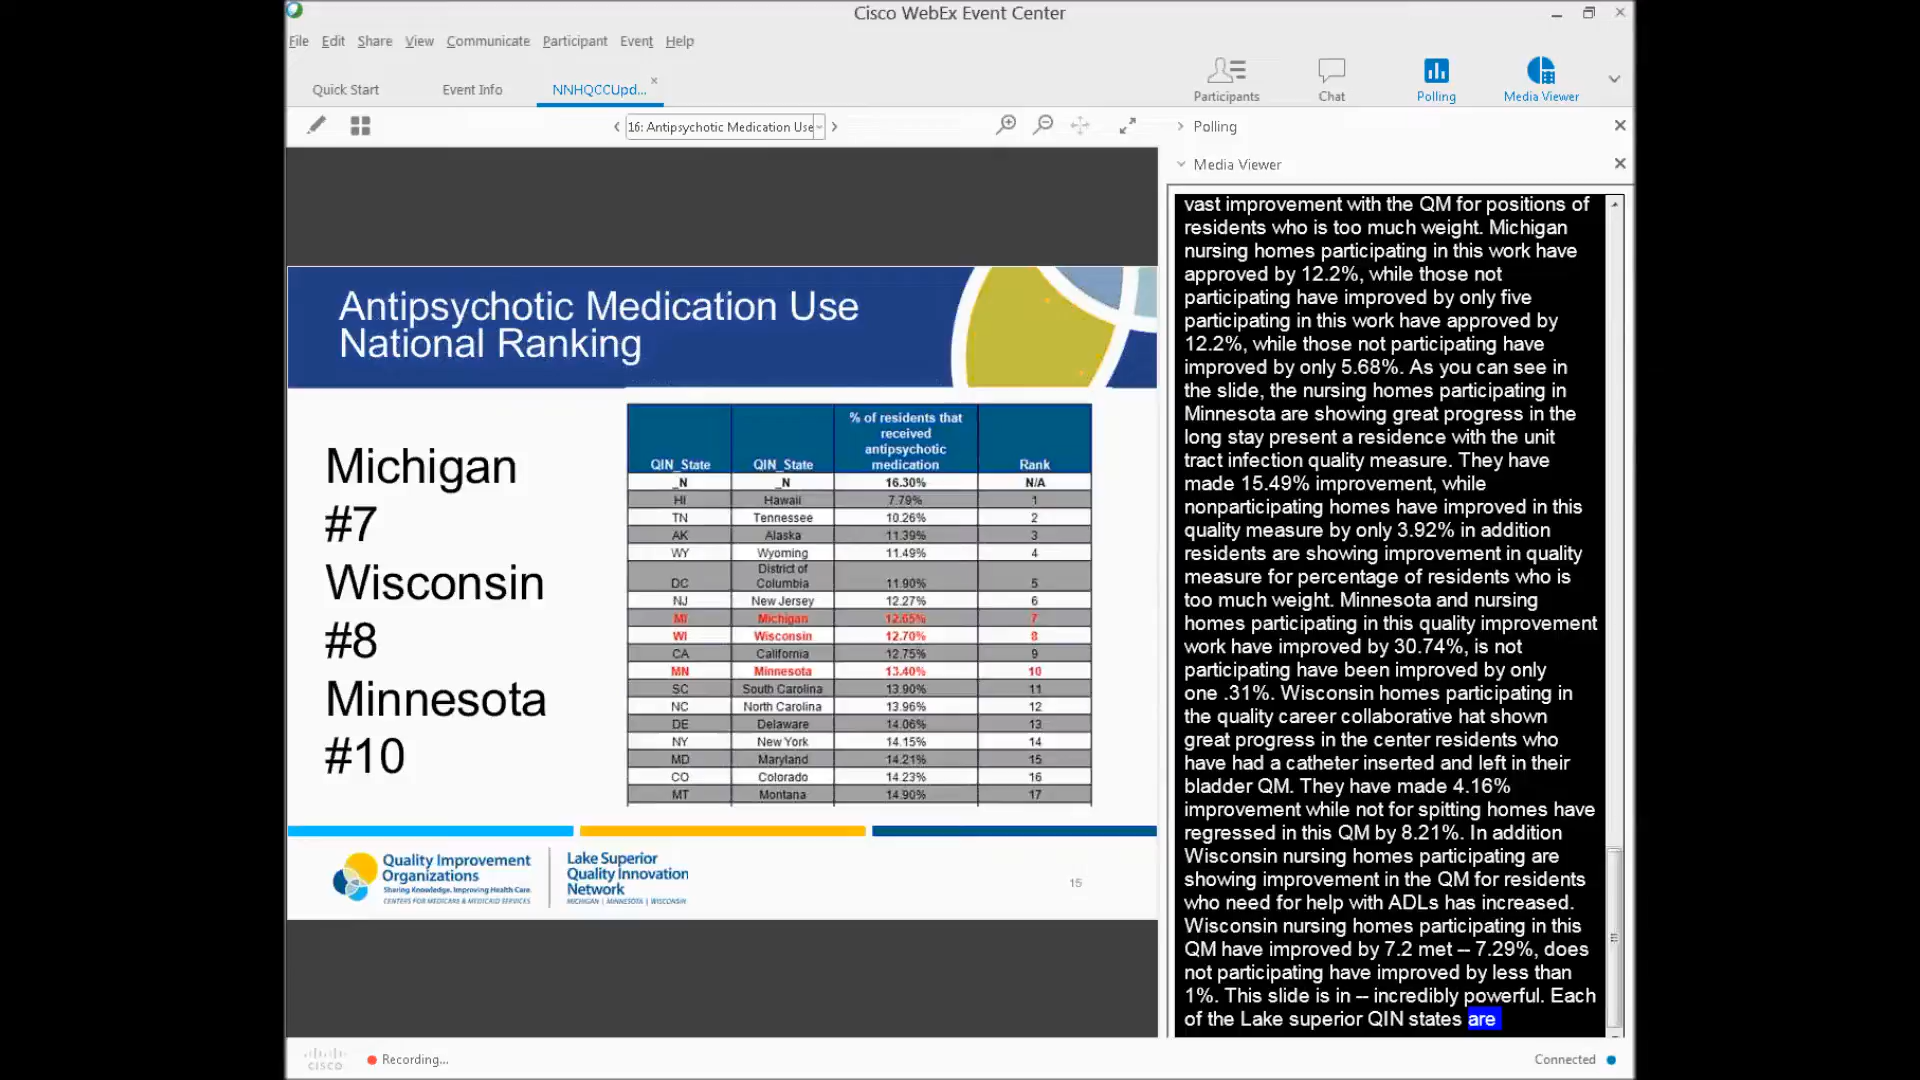 Cisco WebEx Event Center
File Edit Share View Communicate Participant Event Help
Quick Start Event Info NNHQCCUpd...
Participants Chat Polling Media Viewer
16: Antipsychotic Medication Use
Polling
Media Viewer
Antipsychotic Medication Use
National Ranking
Michigan
#7
Wisconsin
#8
Minnesota
#10
QIN_State QIN_State % of residents that received antipsychotic medication Rank
_N _N 16.30% N/A
HI Hawaii 7.79% 1
TN Tennessee 10.26% 2
AK Alaska 11.39% 3
WY Wyoming 11.49% 4
DC District of Columbia 11.90% 5
NJ New Jersey 12.27% 6
MI Michigan 12.65% 7
WI Wisconsin 12.70% 8
CA California 12.75% 9
MN Minnesota 13.40% 10
SC South Carolina 13.90% 11
NC North Carolina 13.96% 12
DE Delaware 14.06% 13
NY New York 14.15% 14
MD Maryland 14.21% 15
CO Colorado 14.23% 16
MT Montana 14.90% 17
Quality Improvement
Organizations
Sharing Knowledge. Improving Health Care.
CENTERS FOR MEDICARE & MEDICAID SERVICES
Lake Superior
Quality Innovation
Network
MICHIGAN | MINNESOTA | WISCONSIN
15
vast improvement with the QM for positions of
residents who is too much weight. Michigan
nursing homes participating in this work have
approved by 12.2%, while those not
participating have improved by only five
participating in this work have approved by
12.2%, while those not participating have
improved by only 5.68%. As you can see in
the slide, the nursing homes participating in
Minnesota are showing great progress in the
long stay present a residence with the unit
tract infection quality measure. They have
made 15.49% improvement, while
nonparticipating homes have improved in this
quality measure by only 3.92% in addition
residents are showing improvement in quality
measure for percentage of residents who is
too much weight. Minnesota and nursing
homes participating in this quality improvement
work have improved by 30.74%, is not
participating have been improved by only
one .31%. Wisconsin homes participating in
the quality career collaborative hat shown
great progress in the center residents who
have had a catheter inserted and left in their
bladder QM. They have made 4.16%
improvement while not for spitting homes have
regressed in this QM by 8.21%. In addition
Wisconsin nursing homes participating are
showing improvement in the QM for residents
who need for help with ADLs has increased.
Wisconsin nursing homes participating in this
QM have improved by 7.2 met -- 7.29%, does
not participating have improved by less than
1%. This slide is in -- incredibly powerful. Each
of the Lake superior QIN states are
CISCO
Recording...
Connected